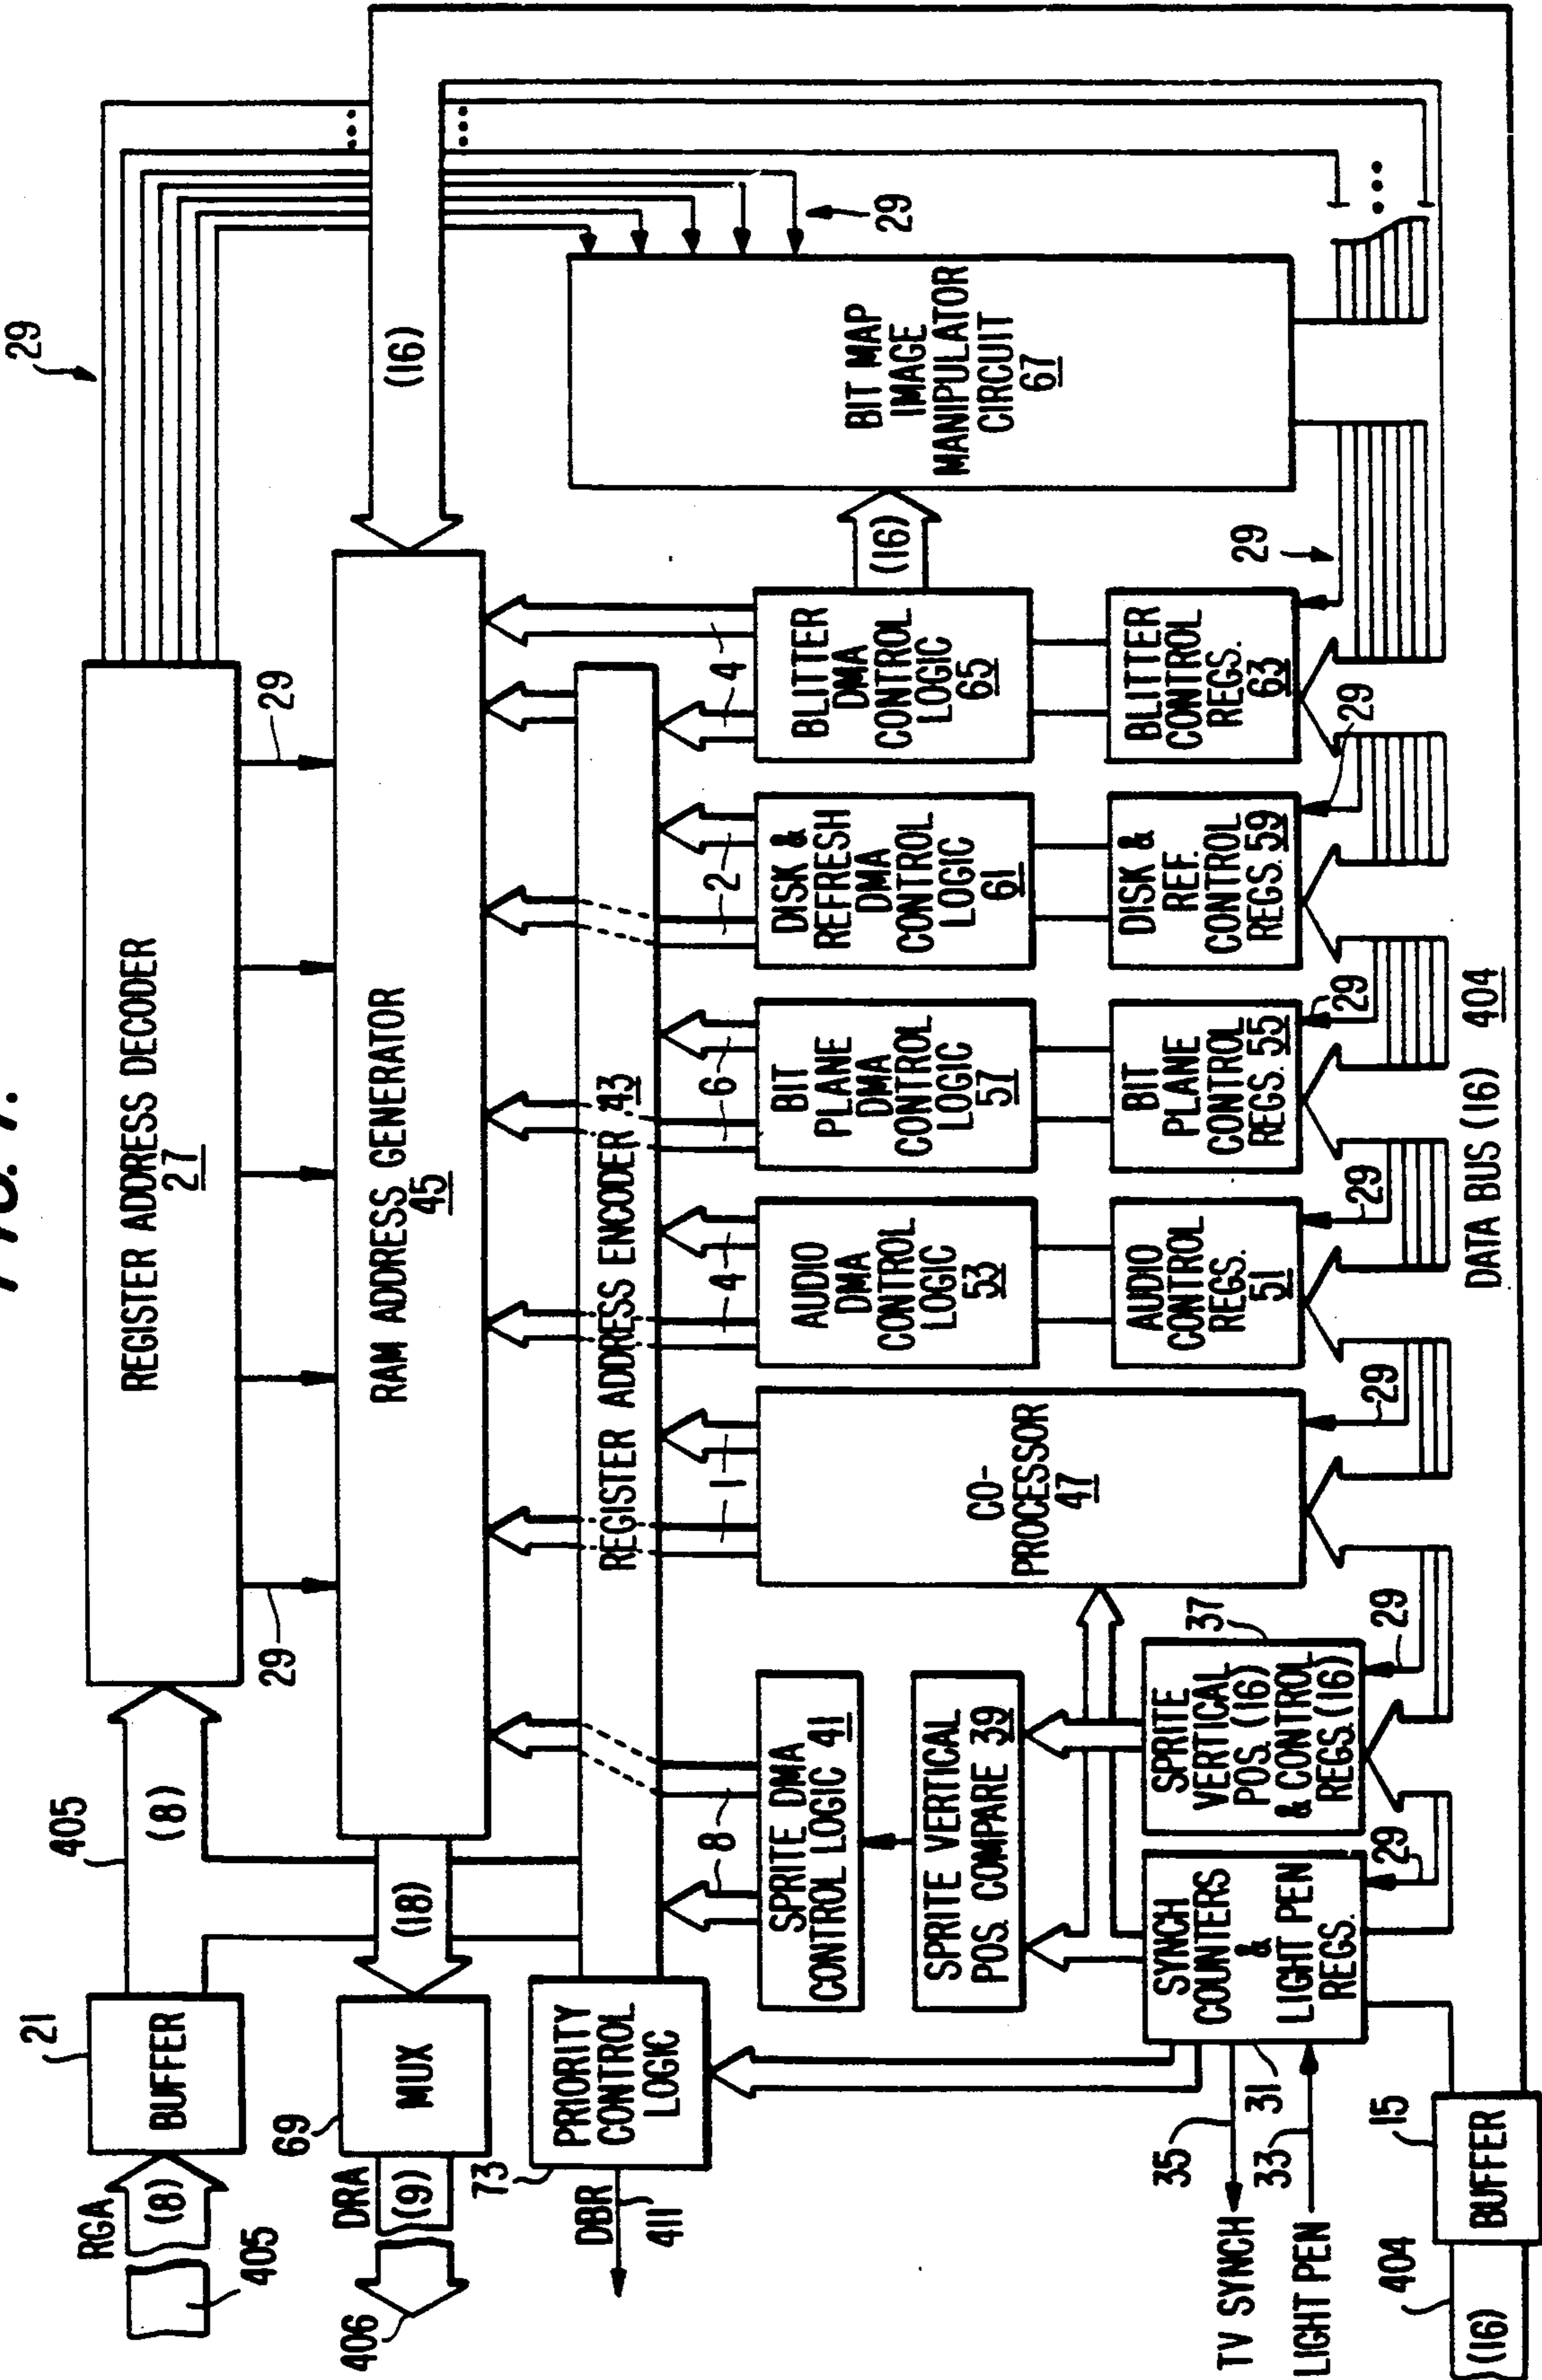 FIG. 7.
29
21
405
RGA
(8)
405
BUFFER
(8)
REGISTER ADDRESS DECODER
27
29
29
69
DRA
(9)
406
MUX
(18)
RAM ADDRESS GENERATOR
45
(16)
73
DBR
411
PRIORITY
CONTROL
LOGIC
REGISTER ADDRESS ENCODER 43
8
1
4
6
2
4
SPRITE DMA
CONTROL LOGIC 41
SPRITE VERTICAL
POS. COMPARE 39
CO-
PROCESSOR
47
AUDIO
DMA
CONTROL
LOGIC
53
BIT
PLANE
DMA
CONTROL
LOGIC
57
DISK &
REFRESH
DMA
CONTROL
LOGIC
61
BLITTER
DMA
CONTROL
LOGIC
65
(16)
BIT MAP
IMAGE
MANIPULATOR
CIRCUIT
67
29
35
TV SYNCH
33
LIGHT PEN
31
SYNCH
COUNTERS
&
LIGHT PEN
REGS.
29
37
SPRITE
VERTICAL
POS. (16)
& CONTROL
REGS.(16)
29
29
AUDIO
CONTROL
REGS.
51
29
BIT
PLANE
CONTROL
REGS. 55
29
DISK &
REF.
CONTROL
REGS. 59
29
BLITTER
CONTROL
REGS.
63
29
404
(16)
15
BUFFER
DATA BUS (16) 404